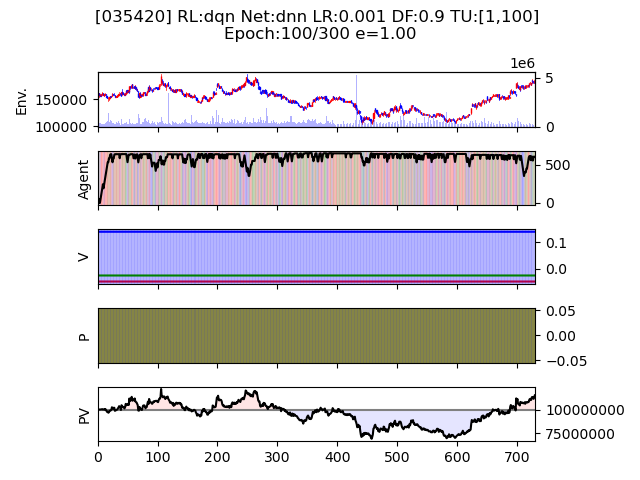 [035420] RL:dqn Net:dnn LR:0.001 DF:0.9 TU:[1,100]
Epoch:100/300 e=1.00
1e6
Env.
150000
100000
5
0
Agent
500
0
V
0.1
0.0
P
0.05
0.00
−0.05
PV
100000000
75000000
0 100 200 300 400 500 600 700